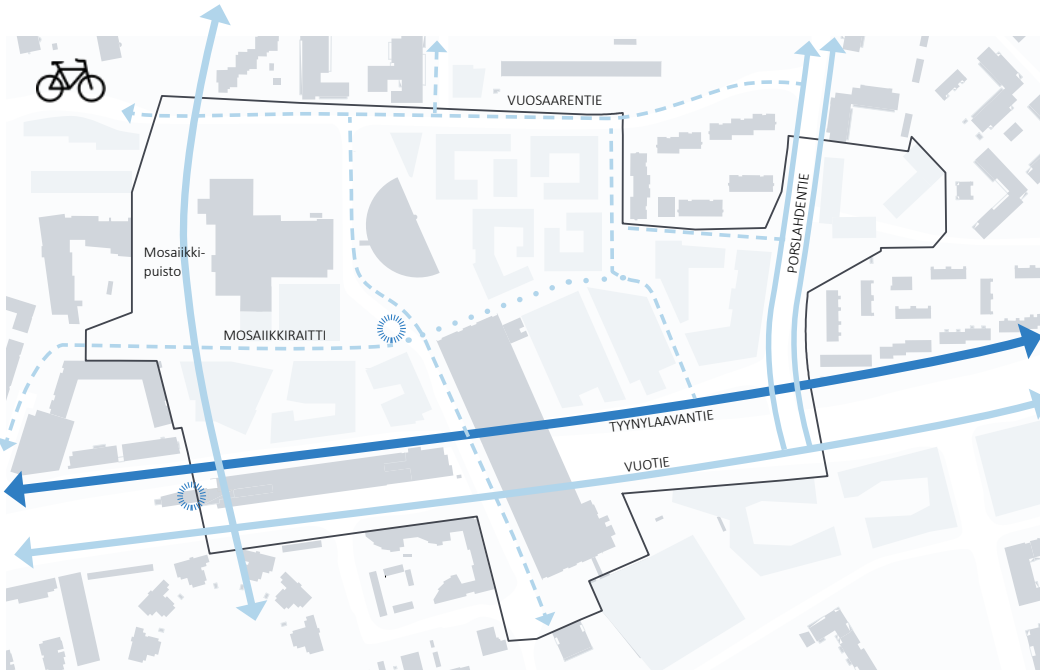 VUOSAARENTIE
PORSLAHDENTIE
Mosaiikki-
puisto
MOSAIIKKIRAITTI
TYYNYLAAVANTIE
VUOTIE